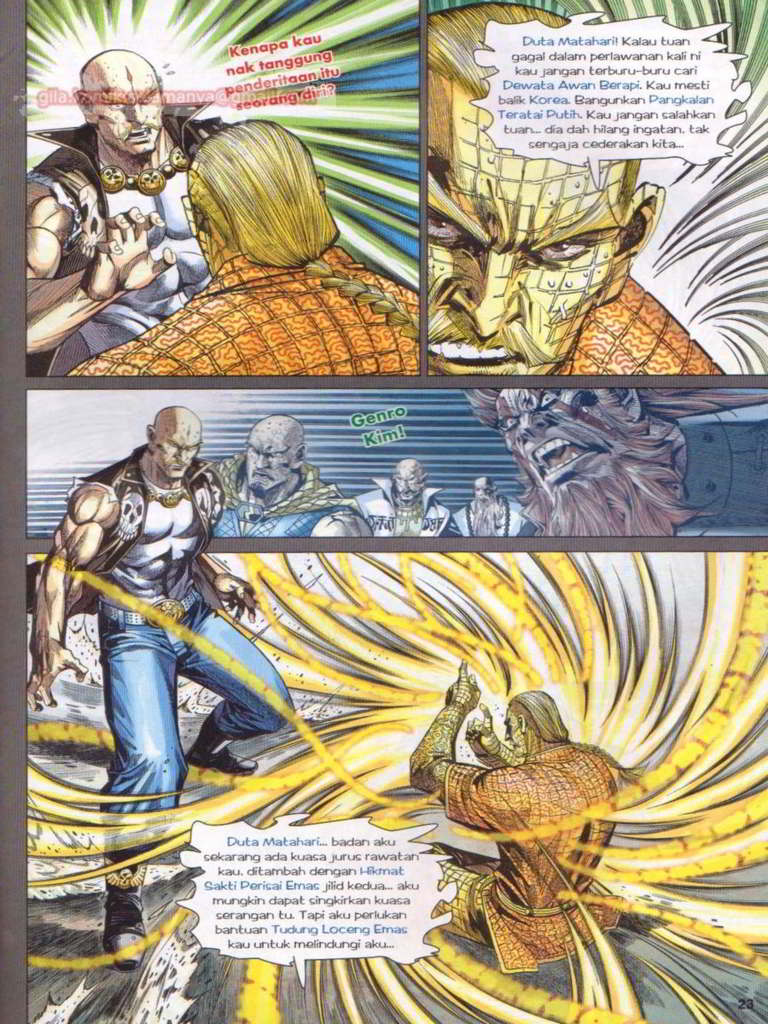 Kenapa kau
nak tanggung
penderitaan itu
seorang diri?
Duta Matahari! Kalau tuan
gagal dalam perlawanan kali ni
kau jangan terburu-buru cari
Dewata Awan Berapi. Kau mesti
balik Korea. Bangunkan Pangkalan
Teratai Putih. Kau jangan salahkan
tuan... dia dah hilang ingatan, tak
sengaja cederakan kita...
Genro
Kim!
Duta Matahari... badan aku
sekarang ada kuasa jurus rawatan
kau, ditambah dengan Hikmat
Sakti Perisai Emas jilid kedua... aku
mungkin dapat singkirkan kuasa
serangan tu. Tapi aku perlukan
bantuan Tudung Loceng Emas
kau untuk melindungi aku...
23